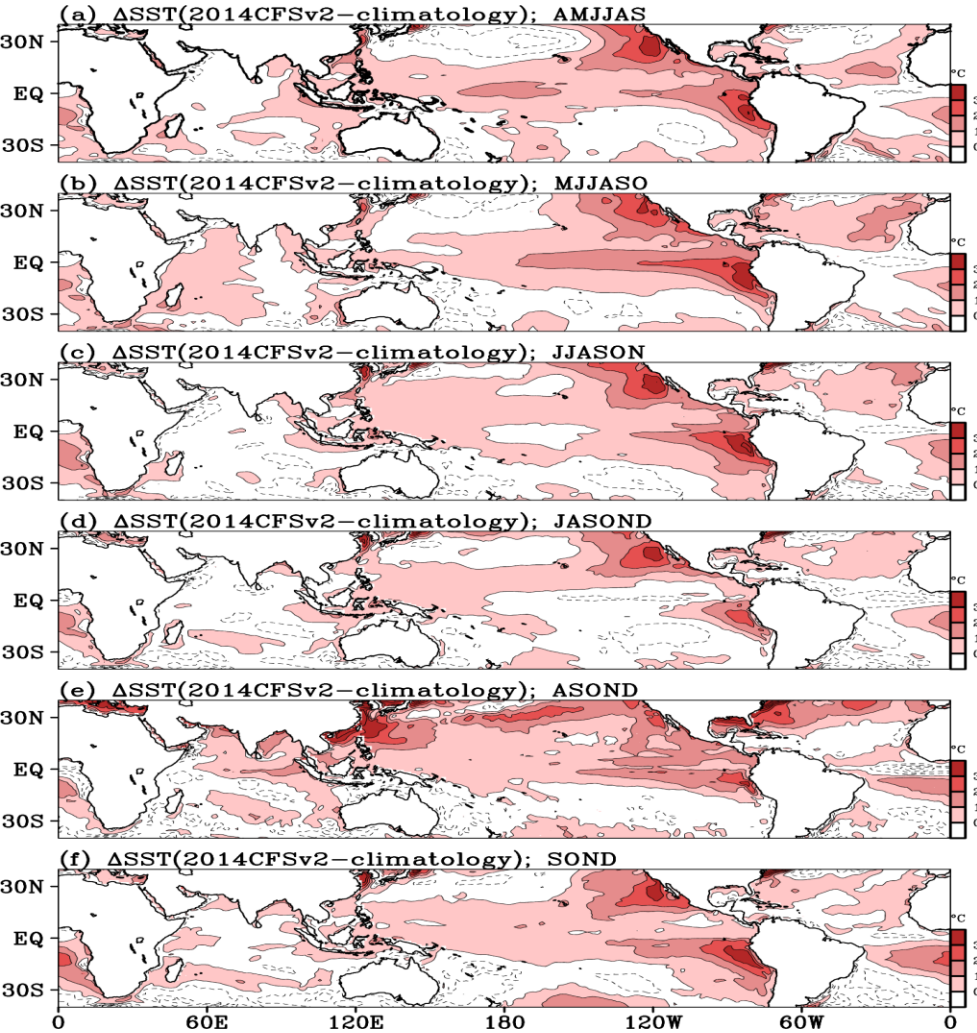 (a) ΔSST(2014CFSv2−climatology); AMJJAS
30N
EQ
30S
°C
(b) ΔSST(2014CFSv2−climatology); MJJASO
30N
EQ
30S
°C
(c) ΔSST(2014CFSv2−climatology); JJASON
30N
EQ
30S
°C
(d) ΔSST(2014CFSv2−climatology); JASOND
30N
EQ
30S
°C
(e) ΔSST(2014CFSv2−climatology); ASOND
30N
EQ
30S
°C
(f) ΔSST(2014CFSv2−climatology); SOND
30N
EQ
30S
°C
0 60E 120E 180 120W 60W 0